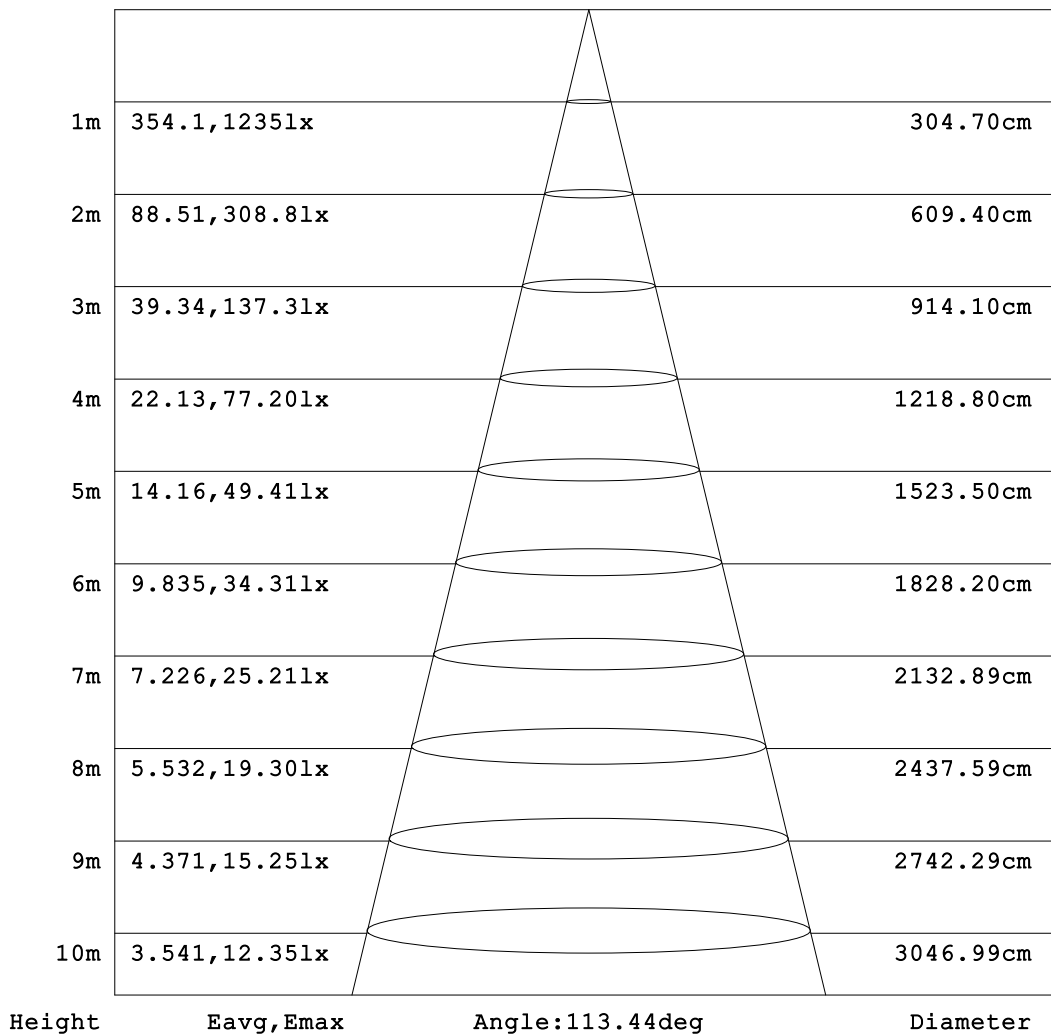 1m 354.1,1235lx 304.70cm
2m 88.51,308.8lx 609.40cm
3m 39.34,137.3lx 914.10cm
4m 22.13,77.20lx 1218.80cm
5m 14.16,49.41lx 1523.50cm
6m 9.835,34.31lx 1828.20cm
7m 7.226,25.21lx 2132.89cm
8m 5.532,19.30lx 2437.59cm
9m 4.371,15.25lx 2742.29cm
10m 3.541,12.35lx 3046.99cm
Height Eavg,Emax Angle:113.44deg Diameter